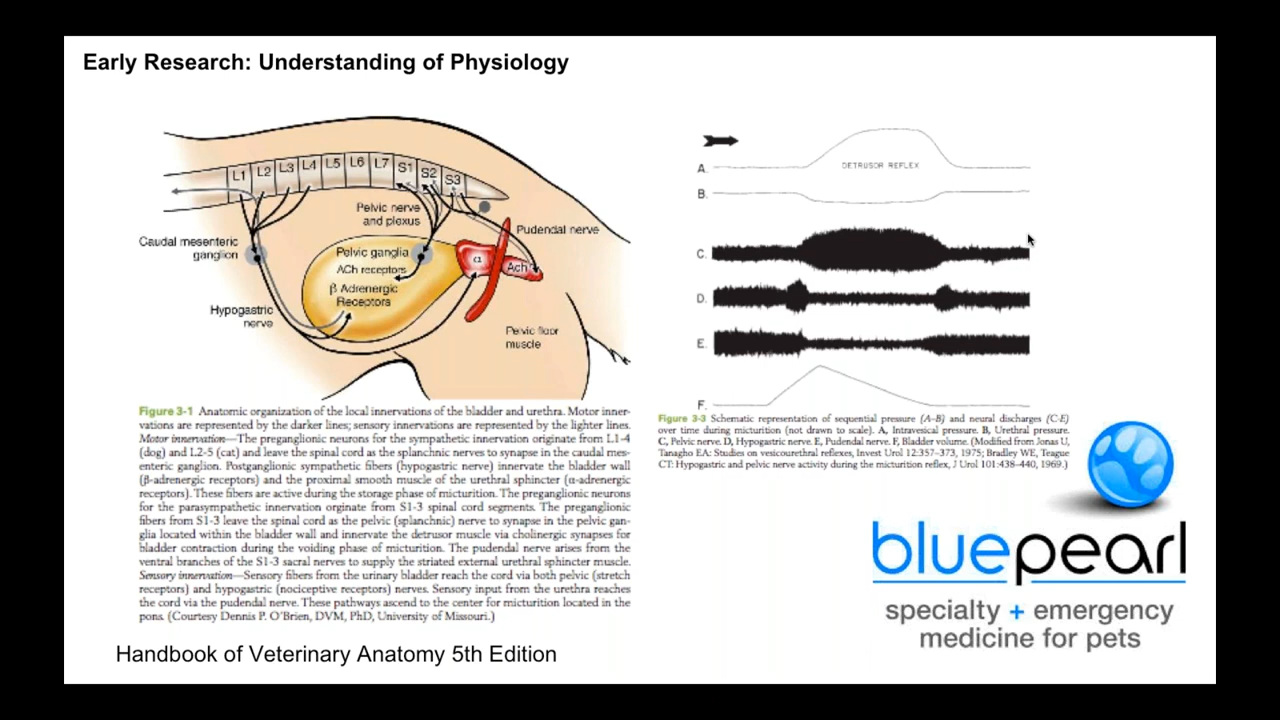 Early Research: Understanding of Physiology
L1 L2 L3 L4 L5 L6 L7 S1 S2 S3
Pelvic nerve
and plexus
Pudendal nerve
Caudal mesenteric
ganglion
Pelvic ganglia
α
ACh receptors
Ach
β Adrenergic
Receptors
Hypogastric
nerve
Pelvic floor
muscle
Figure 3-1 Anatomic organization of the local innervations of the bladder and urethra. Motor inner-
vations are represented by the darker lines; sensory innervations are represented by the lighter lines.
Motor innervation—The preganglionic neurons for the sympathetic innervation originate from L1-4
(dog) and L2-5 (cat) and leave the spinal cord as the splanchnic nerves to synapse in the caudal mes-
enteric ganglion. Postganglionic sympathetic fibers (hypogastric nerve) innervate the bladder wall
(β-adrenergic receptors) and the proximal smooth muscle of the urethral sphincter (α-adrenergic
receptors). These fibers are active during the storage phase of micturition. The preganglionic neurons
for the parasympathetic innervation orginate from S1-3 spinal cord segments. The preganglionic
fibers from S1-3 leave the spinal cord as the pelvic (splanchnic) nerve to synapse in the pelvic gan-
glia located within the bladder wall and innervate the detrusor muscle via cholinergic synapses for
bladder contraction during the voiding phase of micturition. The pudendal nerve arises from the
ventral branches of the S1-3 sacral nerves to supply the striated external urethral sphincter muscle.
Sensory innervation—Sensory fibers from the urinary bladder reach the cord via both pelvic (stretch
receptors) and hypogastric (nociceptive receptors) nerves. Sensory input from the urethra reaches
the cord via the pudendal nerve. These pathways ascend to the center for micturition located in the
pons. (Courtesy Dennis P. O'Brien, DVM, PhD, University of Missouri.)
Handbook of Veterinary Anatomy 5th Edition
A.
DETRUSOR REFLEX
B.
C.
D.
E.
F.
Figure 3-3 Schematic representation of sequential pressure (A-B) and neural discharges (C-E)
over time during micturition (not drawn to scale). A, Intravesical pressure. B, Urethral pressure.
C, Pelvic nerve. D, Hypogastric nerve. E, Pudendal nerve. F, Bladder volume. (Modified from Jonas U,
Tanagho EA: Studies on vesicourethral reflexes, Invest Urol 12:357-373, 1975; Bradley WE, Teague
CT: Hypogastric and pelvic nerve activity during the micturition reflex, J Urol 101:438-440, 1969.)
bluepearl
specialty + emergency
medicine for pets